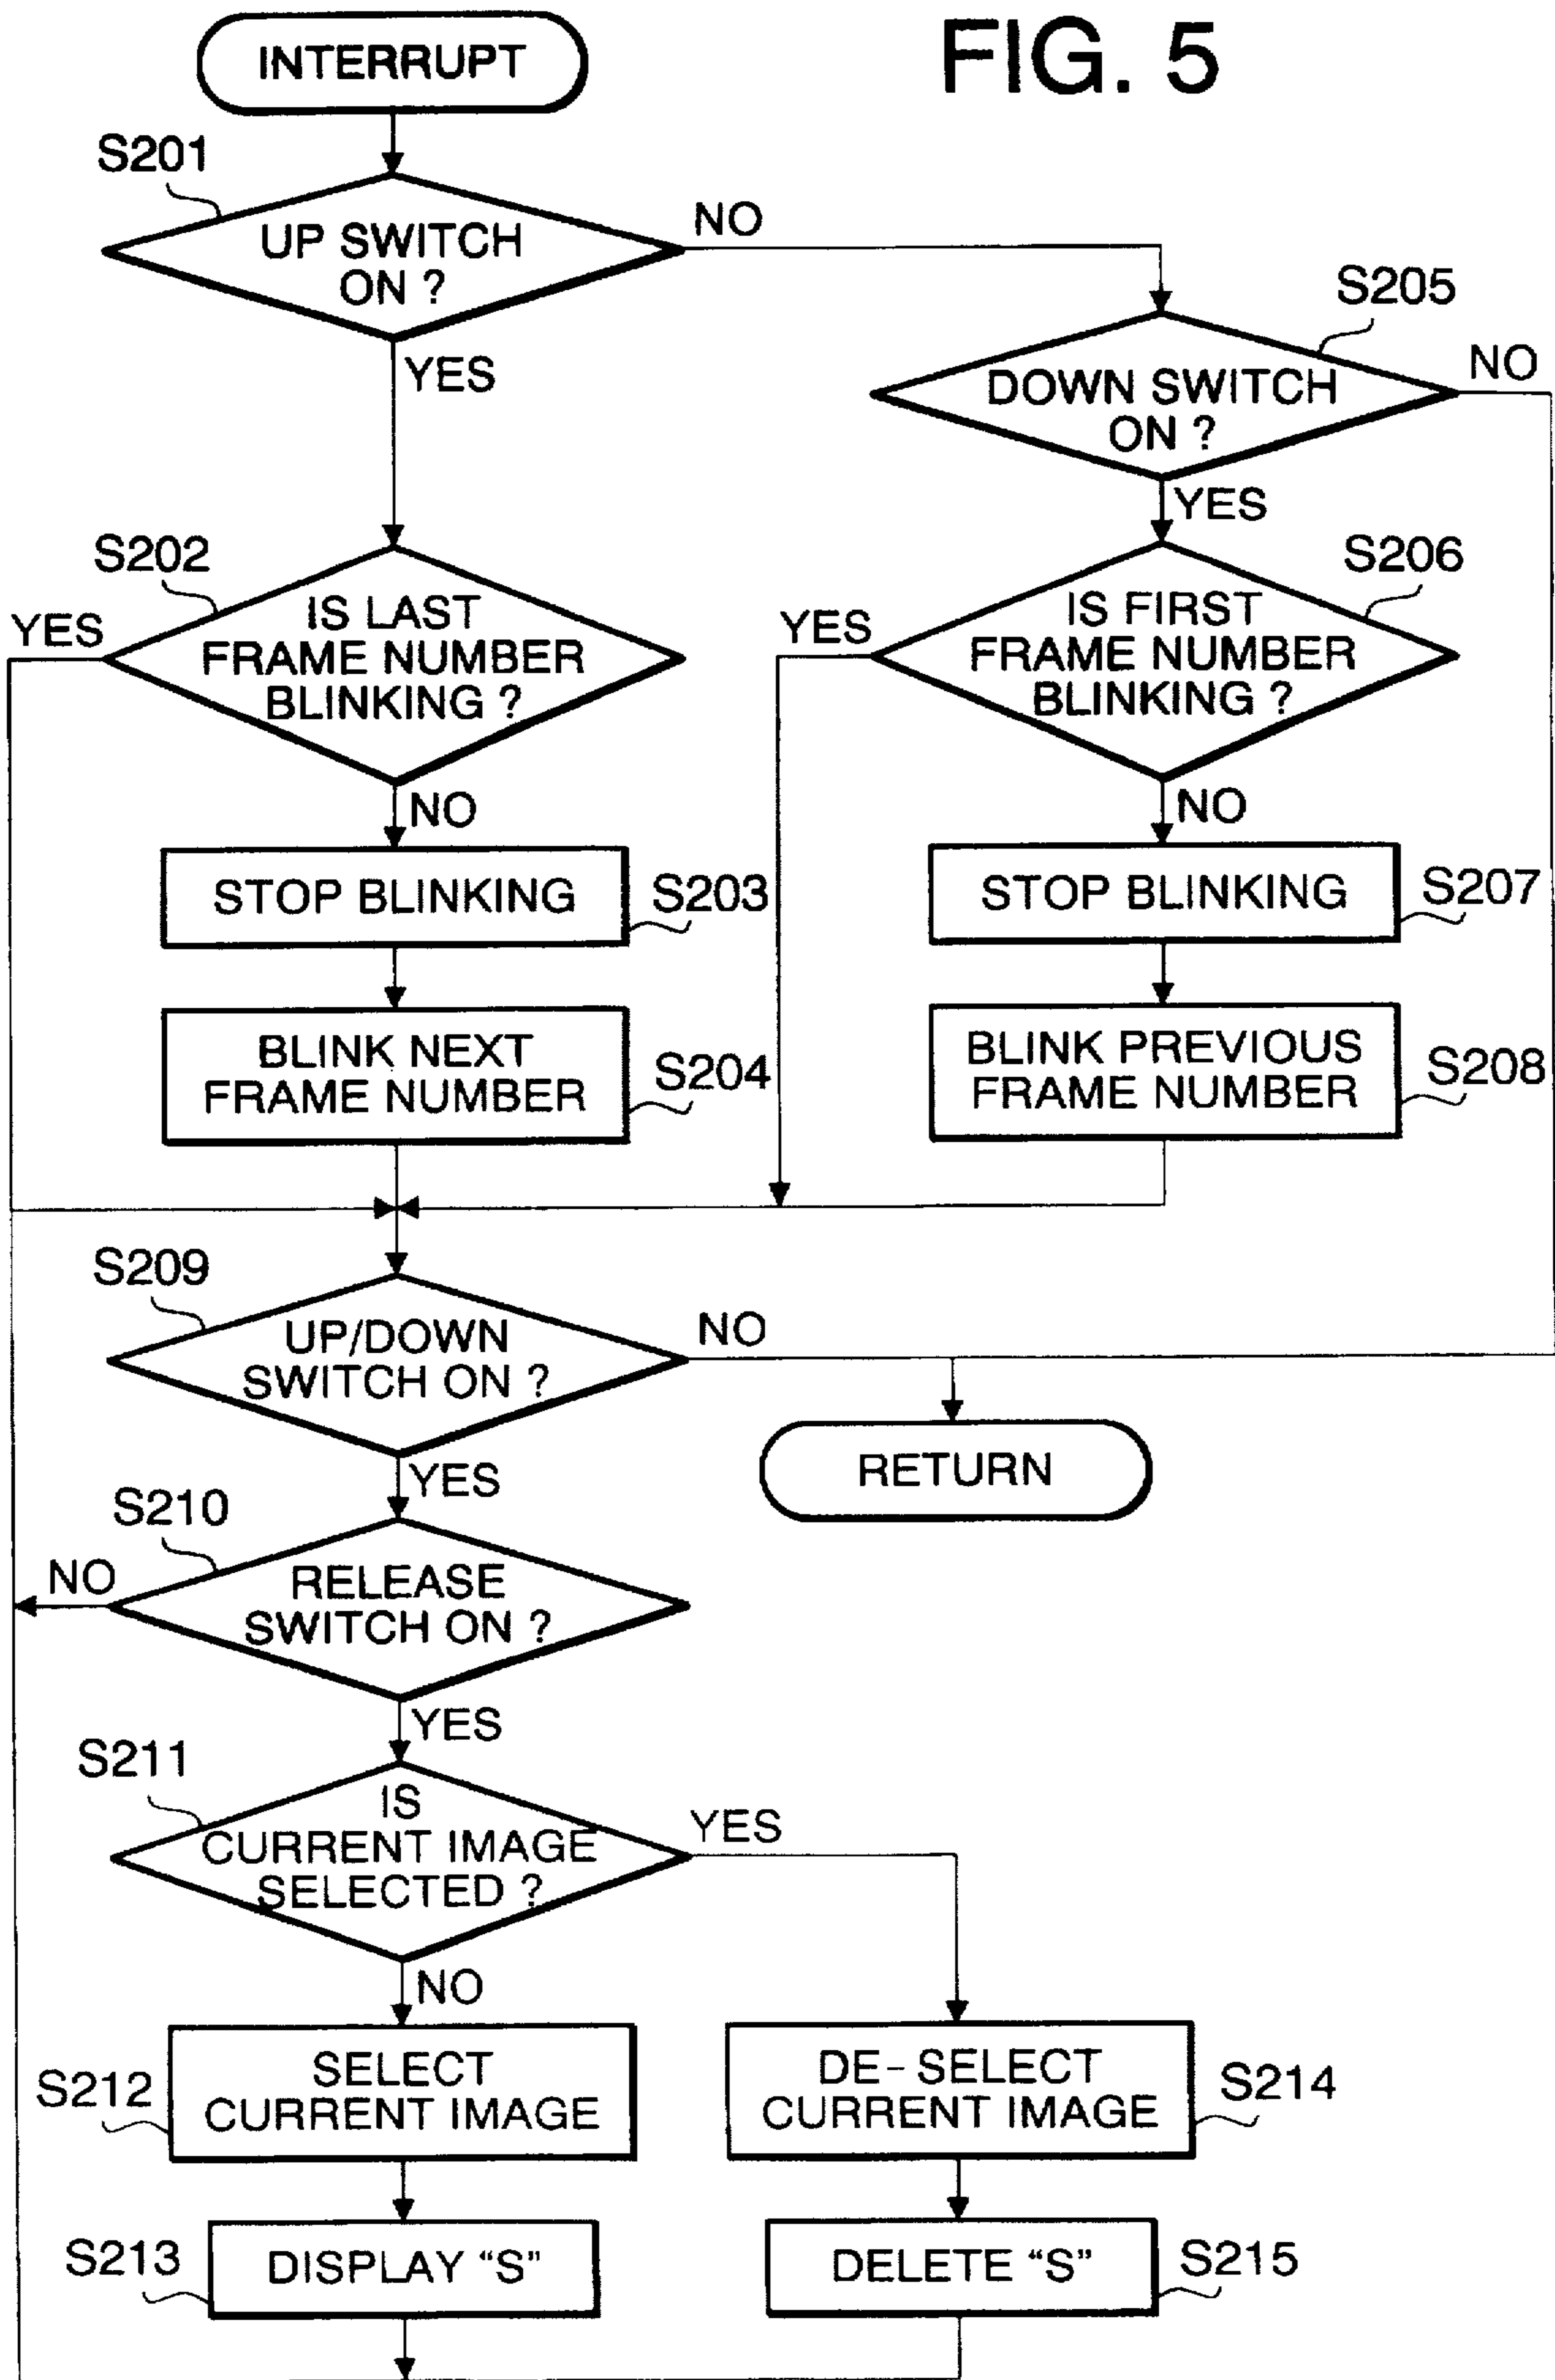 FIG. 5
INTERRUPT
S201
UP SWITCH
ON ?
NO
YES
S205
DOWN SWITCH
ON ?
NO
YES
S202
IS LAST
FRAME NUMBER
BLINKING ?
YES
NO
S206
IS FIRST
FRAME NUMBER
BLINKING ?
YES
NO
STOP BLINKING
S203
STOP BLINKING
S207
BLINK NEXT
FRAME NUMBER
S204
BLINK PREVIOUS
FRAME NUMBER
S208
S209
UP/DOWN
SWITCH ON ?
NO
YES
RETURN
S210
RELEASE
SWITCH ON ?
NO
YES
S211
IS
CURRENT IMAGE
SELECTED ?
YES
NO
S212
SELECT
CURRENT IMAGE
DE-SELECT
CURRENT IMAGE
S214
S213
DISPLAY “S”
DELETE “S”
S215